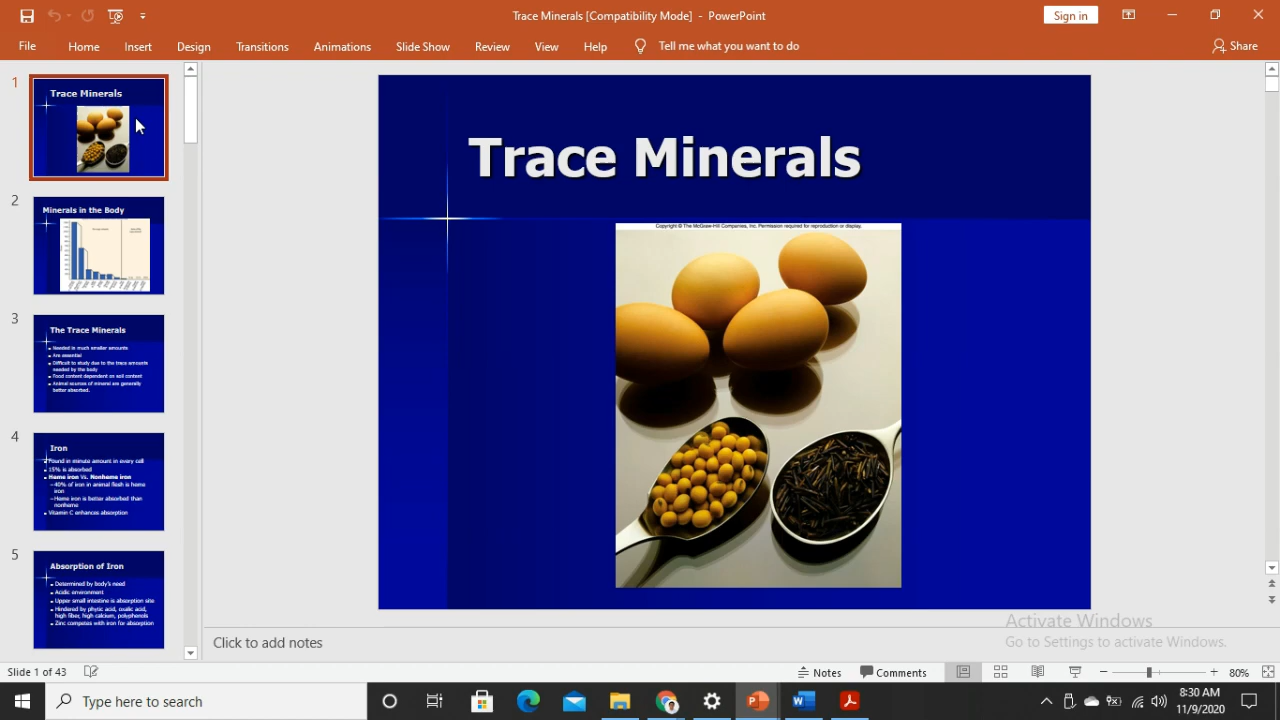 Trace Minerals [Compatibility Mode] - PowerPoint
Sign in
File Home Insert Design Transitions Animations Slide Show Review View Help Tell me what you want to do Share
1
Trace Minerals
2
Minerals in the Body
3
The Trace Minerals
Needed in much smaller amounts
Are essential
Difficult to study due to the trace amounts
needed by the body
Food content dependent on soil content
Animal sources of mineral are generally
better absorbed.
4
Iron
Found in minute amount in every cell
15% is absorbed
Heme iron Vs. Nonheme iron
–40% of iron in animal flesh is heme
iron
–Heme iron is better absorbed than
nonheme
Vitamin C enhances absorption
5
Absorption of Iron
Determined by body's need
Acidic environment
Upper small intestine is absorption site
Hindered by phytic acid, oxalic acid,
high fiber, high calcium, polyphenols
Zinc competes with iron for absorption
Trace Minerals
Copyright © The McGraw-Hill Companies, Inc. Permission required for reproduction or display.
Click to add notes
Activate Windows
Go to Settings to activate Windows.
Slide 1 of 43
Notes Comments 80%
Type here to search
8:30 AM
11/9/2020